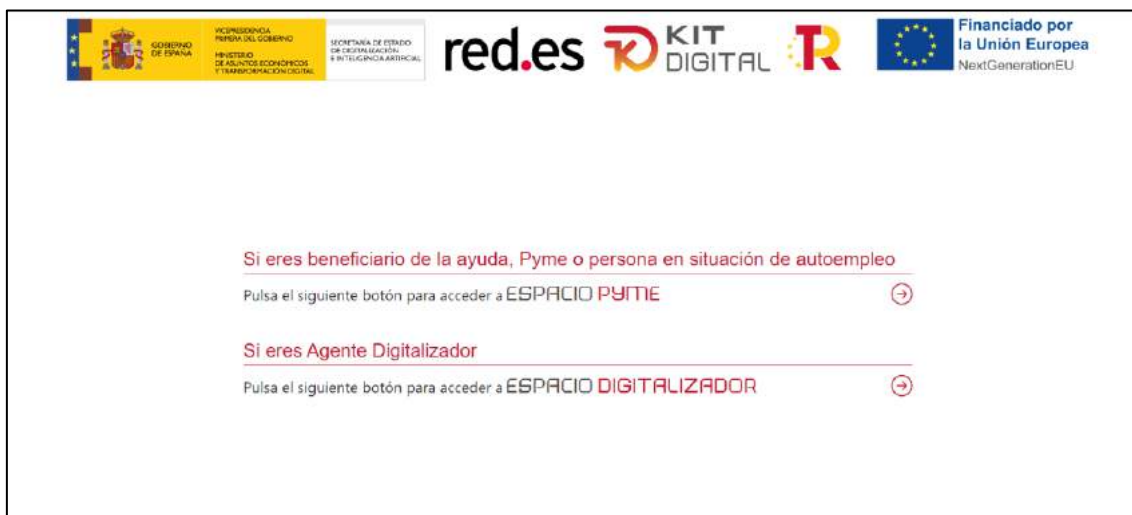 GOBIERNO
DE ESPAÑA
VICEPRESIDENCIA
PRIMERA DEL GOBIERNO
MINISTERIO
DE ASUNTOS ECONÓMICOS
Y TRANSFORMACIÓN DIGITAL
SECRETARÍA DE ESTADO
DE DIGITALIZACIÓN
E INTELIGENCIA ARTIFICIAL
red.es
KIT
DIGITAL
R
Financiado por
la Unión Europea
NextGenerationEU
Si eres beneficiario de la ayuda, Pyme o persona en situación de autoempleo
Pulsa el siguiente botón para acceder a ESPACIO PYME
Si eres Agente Digitalizador
Pulsa el siguiente botón para acceder a ESPACIO DIGITALIZADOR